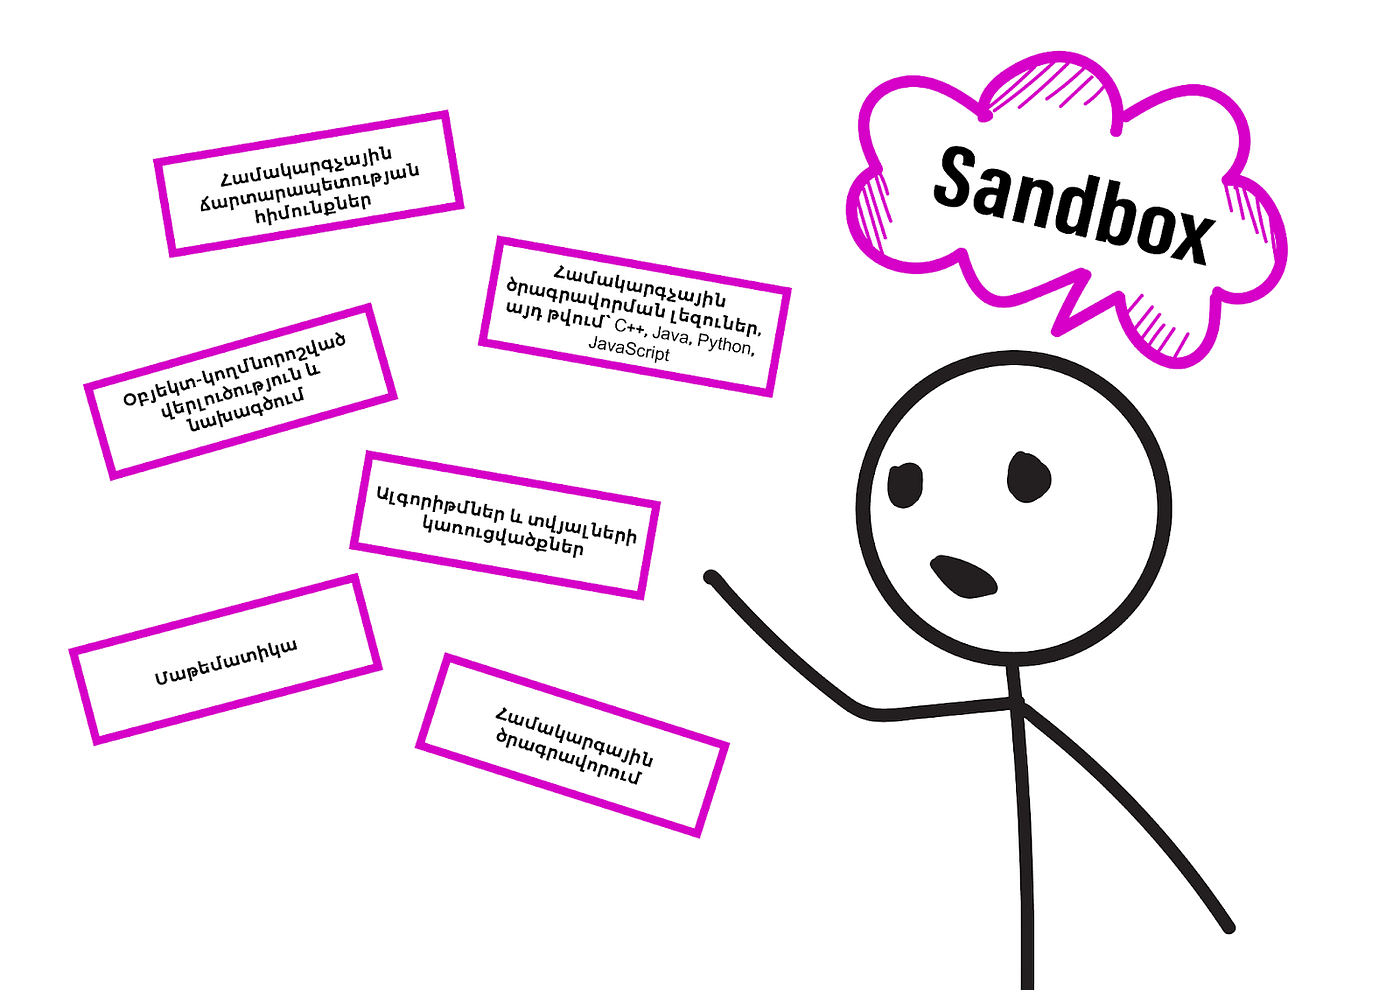 Համակարգչային
ճարտարապետության
հիմունքներ
Համակարգչային
ծրագրավորման լեզուներ,
այդ թվում՝ C++, Java, Python,
JavaScript
Օբյեկտ-կողմնորոշված
վերլուծություն և
նախագծում
Ալգորիթմներ և տվյալների
կառուցվածքներ
Մաթեմատիկա
Համակարգային
ծրագրավորում
Sandbox